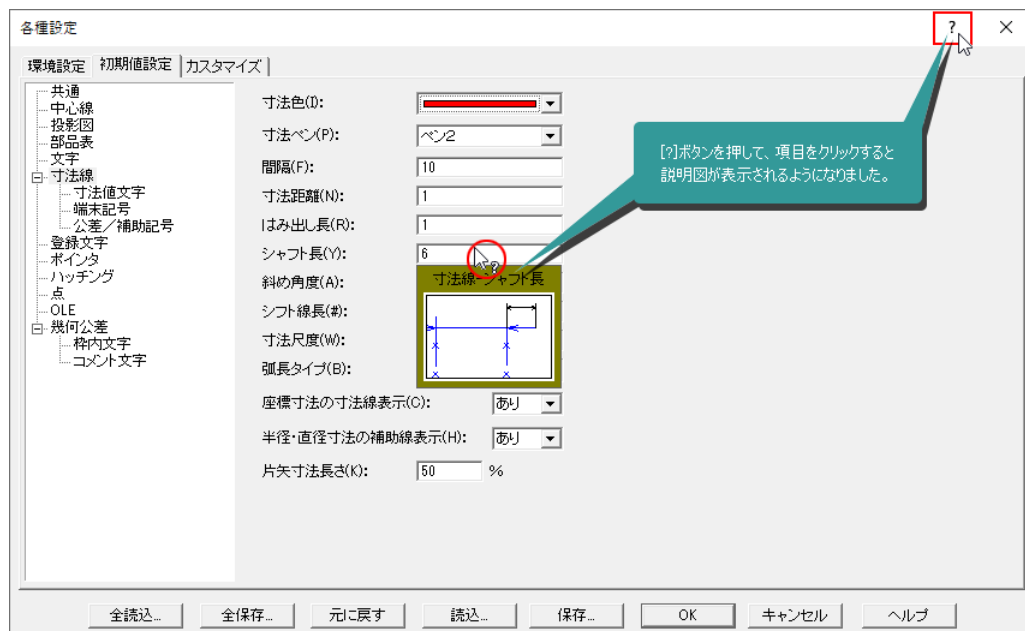 各種設定
?
環境設定 初期値設定 カスタマイズ
共通
中心線
投影図
部品表
文字
寸法線
寸法値文字
端末記号
公差／補助記号
登録文字
ポインタ
ハッチング
点
OLE
幾何公差
枠内文字
コメント文字
寸法色(I):
寸法ペン(P): ペン2
間隔(F): 10
寸法距離(N): 1
はみ出し長(R): 1
シャフト長(Y): 6
斜め角度(A):
シフト線長(#):
寸法尺度(W):
弧長タイプ(B):
座標寸法の寸法線表示(C): あり
半径・直径寸法の補助線表示(H): あり
片矢寸法長さ(K): 50 %
寸法線-シャフト長
[?]ボタンを押して、項目をクリックすると
説明図が表示されるようになりました。
全読込... 全保存... 元に戻す 読込... 保存... OK キャンセル ヘルプ